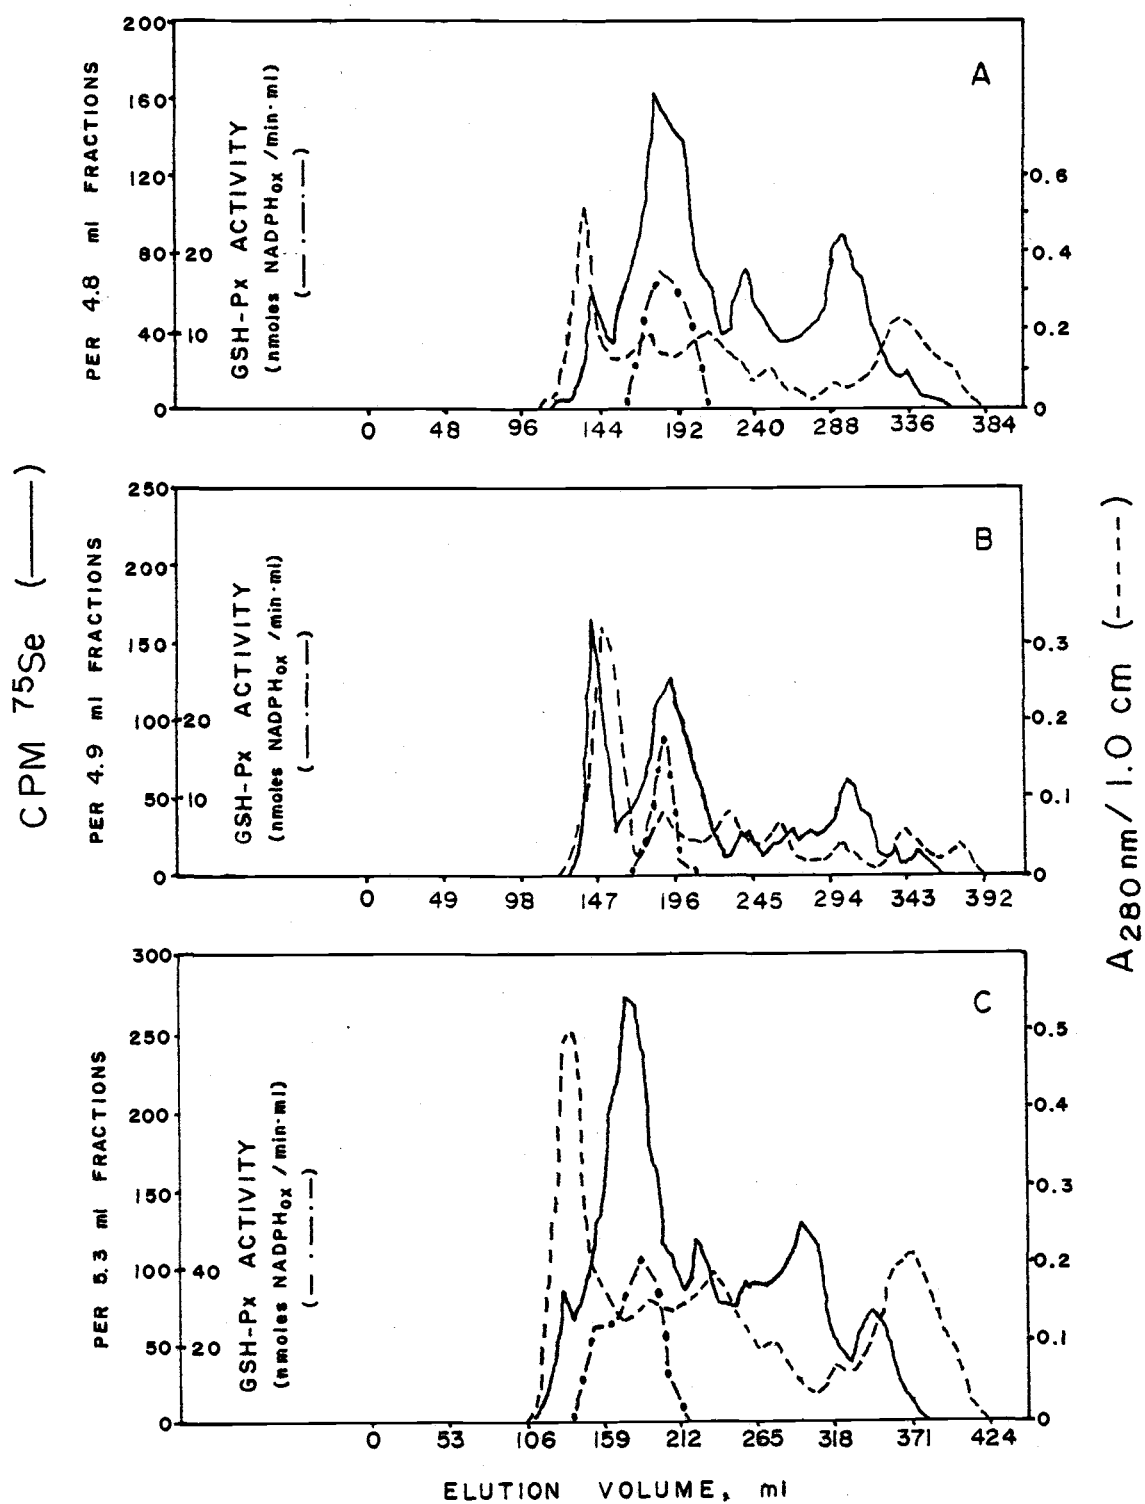 CPM 75Se (———)
A280nm/1.0 cm (-----)
A
PER 4.8 ml FRACTIONS
GSH-Px ACTIVITY
(nmoles NADPHox /min·ml)
(—·—·—)
200
160
120
80
40
0
20
10
0.6
0.4
0.2
0
0 48 96 144 192 240 288 336 384
B
PER 4.9 ml FRACTIONS
GSH-Px ACTIVITY
(nmoles NADPHox /min·ml)
(—·—·—)
250
200
150
100
50
0
20
10
0.3
0.2
0.1
0
0 49 98 147 196 245 294 343 392
C
PER 5.3 ml FRACTIONS
GSH-Px ACTIVITY
(nmoles NADPHox /min·ml)
(—·—·—)
300
250
200
150
100
50
0
40
20
0.5
0.4
0.3
0.2
0.1
0
0 53 106 159 212 265 318 371 424
ELUTION VOLUME, ml